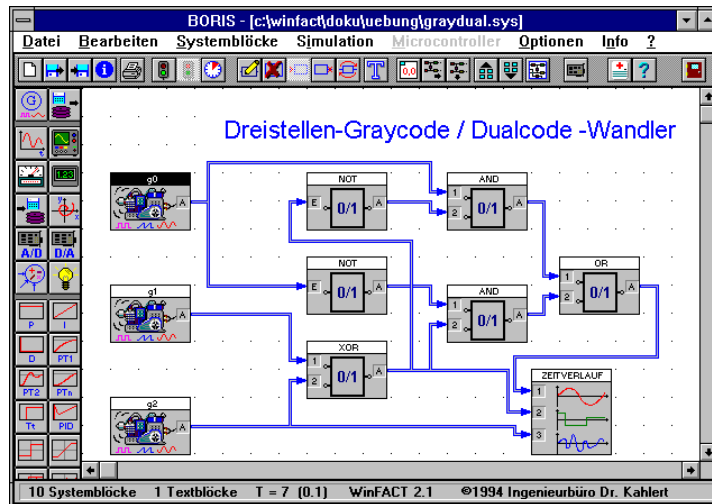 BORIS - [c:\winfact\doku\uebung\graydual.sys]
Datei Bearbeiten Systemblöcke Simulation Microcontroller Optionen Info ?
0,0
Dreistellen-Graycode / Dualcode -Wandler
G
123
A/D D/A
P I
D PT1
PT2 PTn
Tt PID
g0
A
NOT
E 0/1 A
AND
1
2 0/1 A
NOT
E 0/1 A
g1
A
AND
1
2 0/1 A
OR
1
2 0/1 A
XOR
1
2 0/1 A
g2
A
ZEITVERLAUF
1
2
3
10 Systemblöcke 1 Textblöcke T = 7 (0.1) WinFACT 2.1 ©1994 Ingenieurbüro Dr. Kahlert